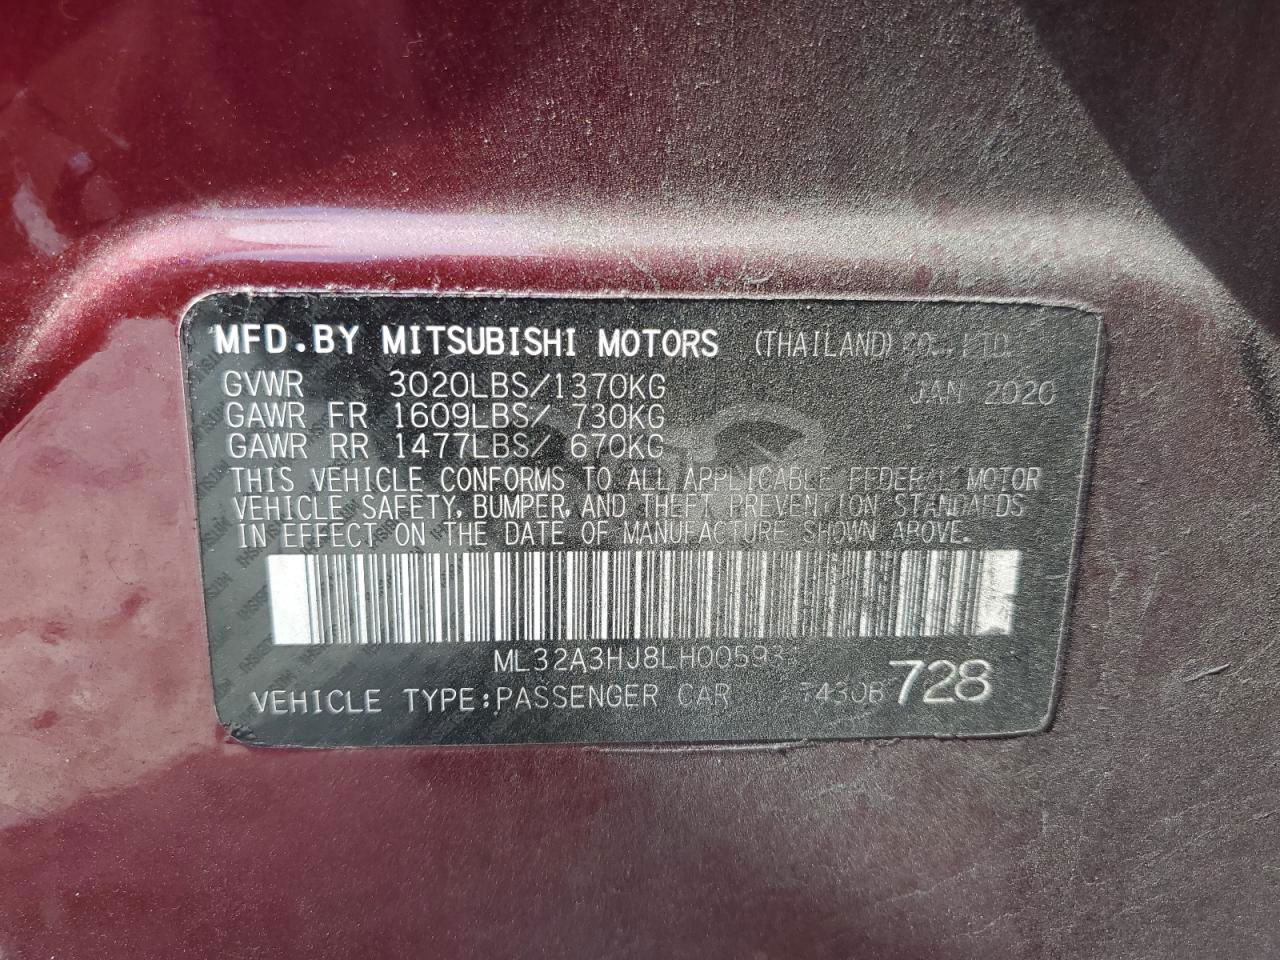 MFD.BY MITSUBISHI MOTORS (THAILAND) CO.,LTD.
GVWR 3020LBS/1370KG JAN 2020
GAWR FR 1609LBS/ 730KG
GAWR RR 1477LBS/ 670KG
THIS VEHICLE CONFORMS TO ALL APPLICABLE FEDERAL MOTOR
VEHICLE SAFETY, BUMPER, AND THEFT PREVENTION STANDARDS
IN EFFECT ON THE DATE OF MANUFACTURE SHOWN ABOVE.
VEHICLE TYPE:PASSENGER CAR 728